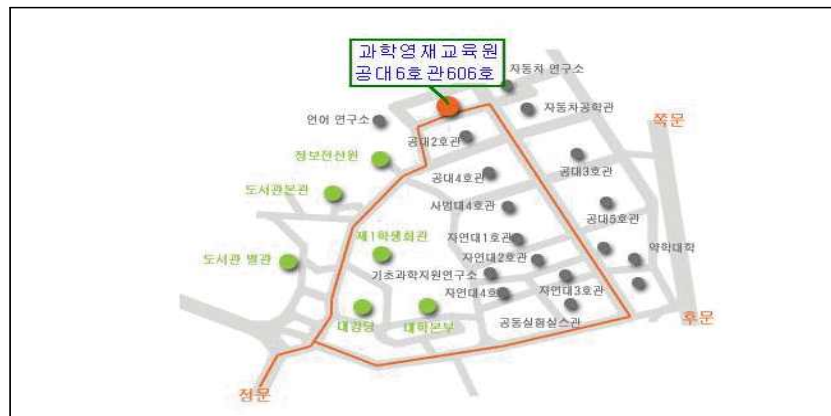 과학영재교육원
공대6호관606호
자동차 연구소
자동차공학관
쪽문
언어 연구소
공대2호관
정보전산원
공대3호관
공대4호관
도서관본관
사범대4호관
공대5호관
제1학생회관
자연대1호관
약학대학
도서관 별관
자연대2호관
기초과학지원연구소
자연대3호관
자연대4호
대강당
대학본부
공동실험실스관
후문
정문